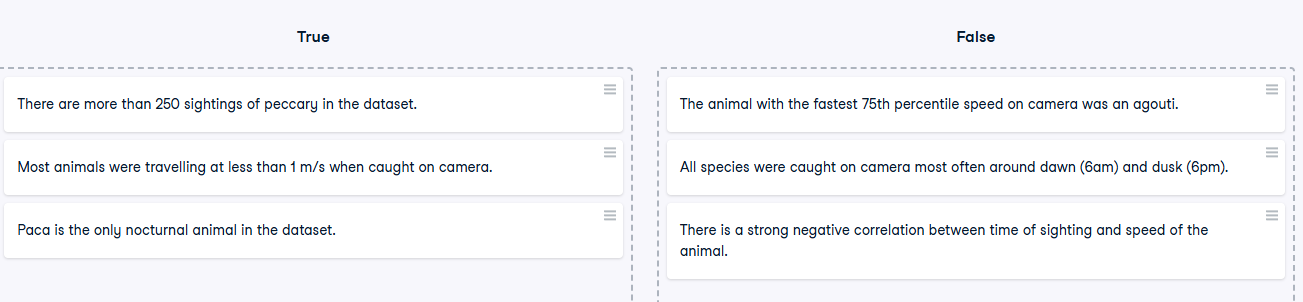 True
There are more than 250 sightings of peccary in the dataset.
Most animals were travelling at less than 1 m/s when caught on camera.
Paca is the only nocturnal animal in the dataset.
False
The animal with the fastest 75th percentile speed on camera was an agouti.
All species were caught on camera most often around dawn (6am) and dusk (6pm).
There is a strong negative correlation between time of sighting and speed of the
animal.